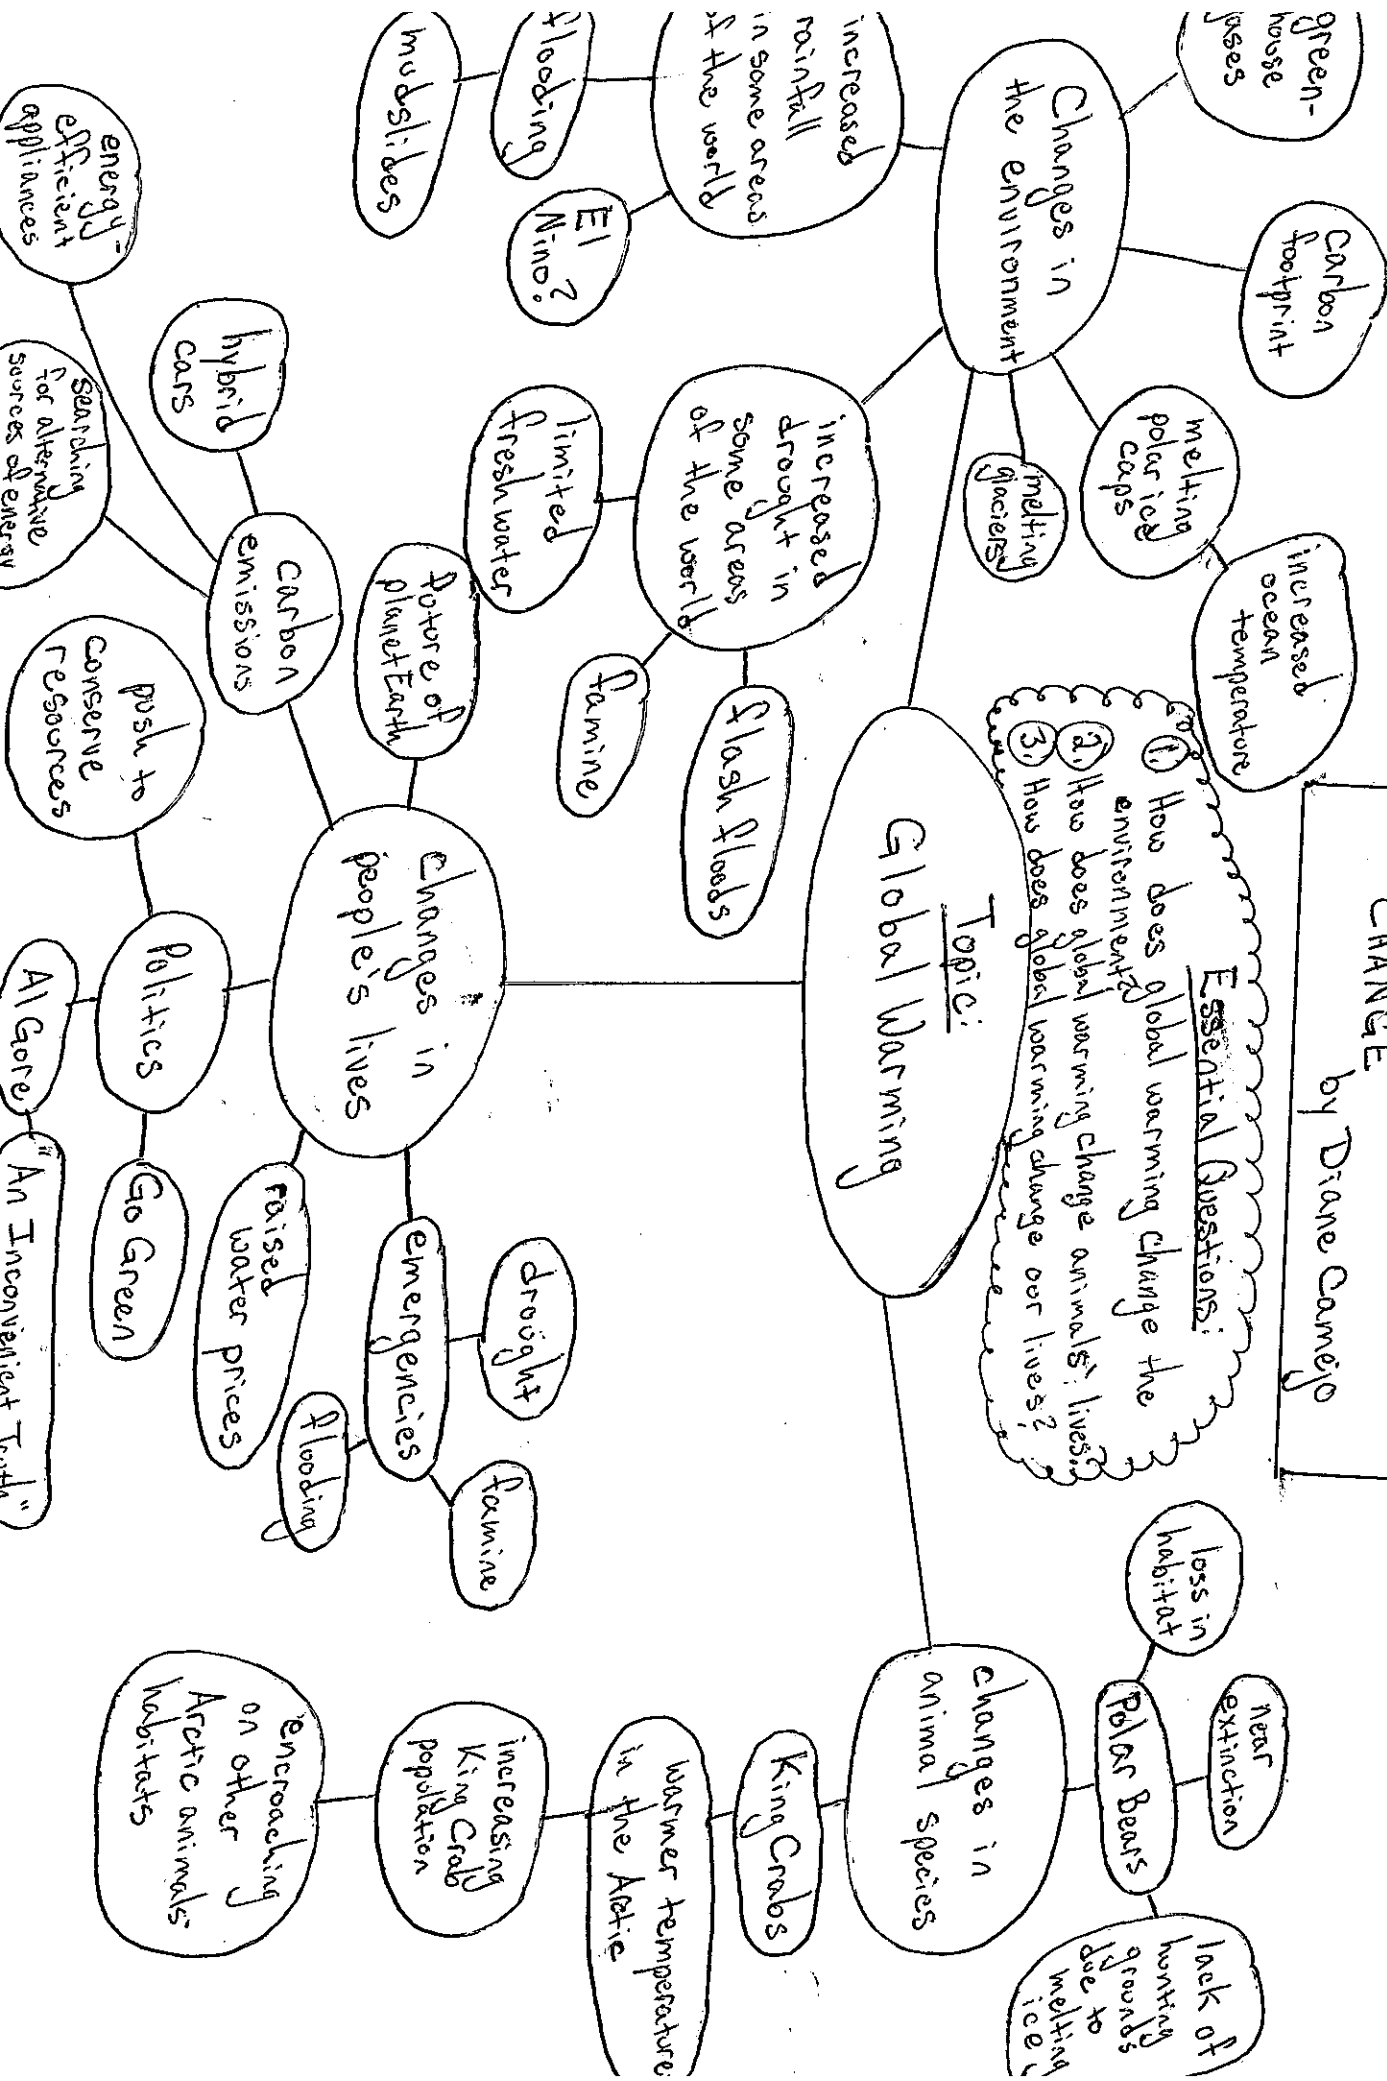 CHANGE
by Diane Camejo
Essential Questions:
1. How does global warming change the
environment?
2. How does global warming change animals' lives?
3. How does global warming change our lives?
Topic:
Global Warming
Changes in
the environment
green-
house
gases
Carbon
footprint
melting
polar ice
caps
increased
ocean
temperature
melting
glaciers
increased
rainfall
in some areas
of the world
flooding
mudslides
El
Nino?
increased
drought in
some areas
of the world
limited
fresh water
famine
flash floods
Changes in
people's lives
Future of
planet Earth
Carbon
emissions
hybrid
cars
energy-
efficient
appliances
searching
for alternative
sources of energy
Politics
push to
Conserve
resources
Al Gore
"An Inconvenient Truth"
Go Green
raised
water prices
emergencies
drought
flooding
famine
changes in
animal species
Polar Bears
loss in
habitat
near
extinction
lack of
hunting
grounds
due to
melting
ice
King Crabs
warmer temperature
in the Arctic
increasing
King Crab
population
encroaching
on other
Arctic animals'
habitats